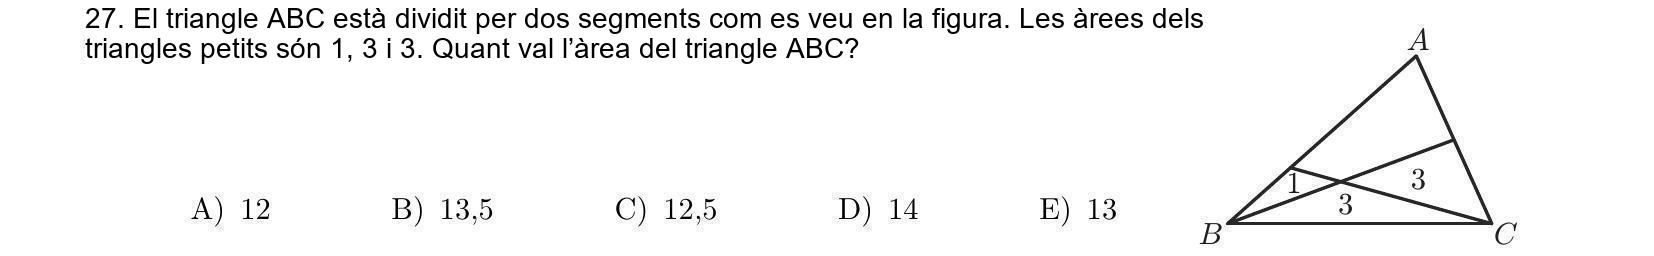 27. El triangle ABC està dividit per dos segments com es veu en la figura. Les àrees dels
triangles petits són 1, 3 i 3. Quant val l’àrea del triangle ABC?
A) 12 B) 13,5 C) 12,5 D) 14 E) 13
A
1
3
3
B
C